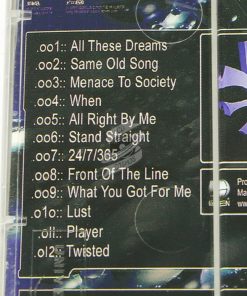 .oo1:: All These Dreams
.oo2:: Same Old Song
.oo3:: Menace To Society
.oo4:: When
.oo5:: All Right By Me
.oo6:: Stand Straight
.oo7:: 24/7/365
.oo8:: Front Of The Line
.oo9:: What You Got For Me
.o1o:: Lust
.o11:: Player
.o12:: Twisted
Pro
Ma